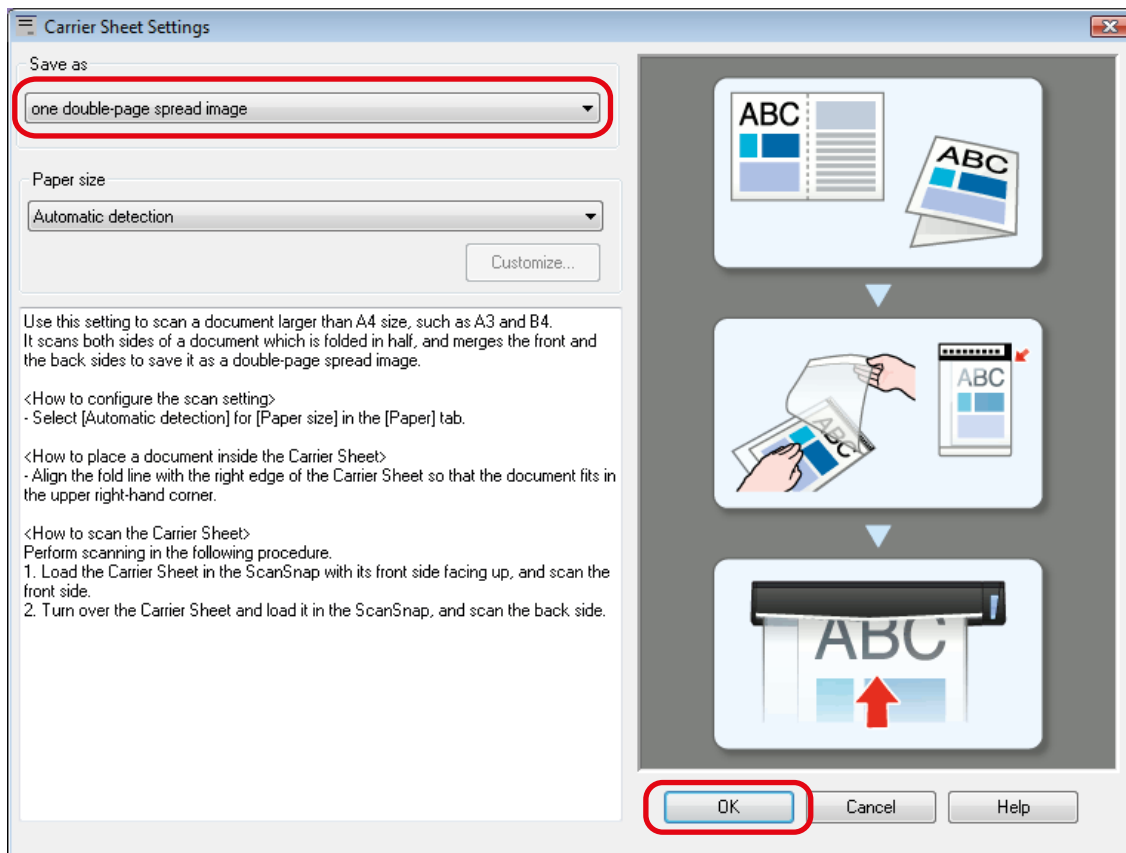 Carrier Sheet Settings
Save as
one double-page spread image
Paper size
Automatic detection
Customize...
Use this setting to scan a document larger than A4 size, such as A3 and B4.
It scans both sides of a document which is folded in half, and merges the front and
the back sides to save it as a double-page spread image.
<How to configure the scan setting>
- Select [Automatic detection] for [Paper size] in the [Paper] tab.
<How to place a document inside the Carrier Sheet>
- Align the fold line with the right edge of the Carrier Sheet so that the document fits in
the upper right-hand corner.
<How to scan the Carrier Sheet>
Perform scanning in the following procedure.
1. Load the Carrier Sheet in the ScanSnap with its front side facing up, and scan the
front side.
2. Turn over the Carrier Sheet and load it in the ScanSnap, and scan the back side.
ABC
ABC
ABC
ABC
ABC
OK
Cancel
Help